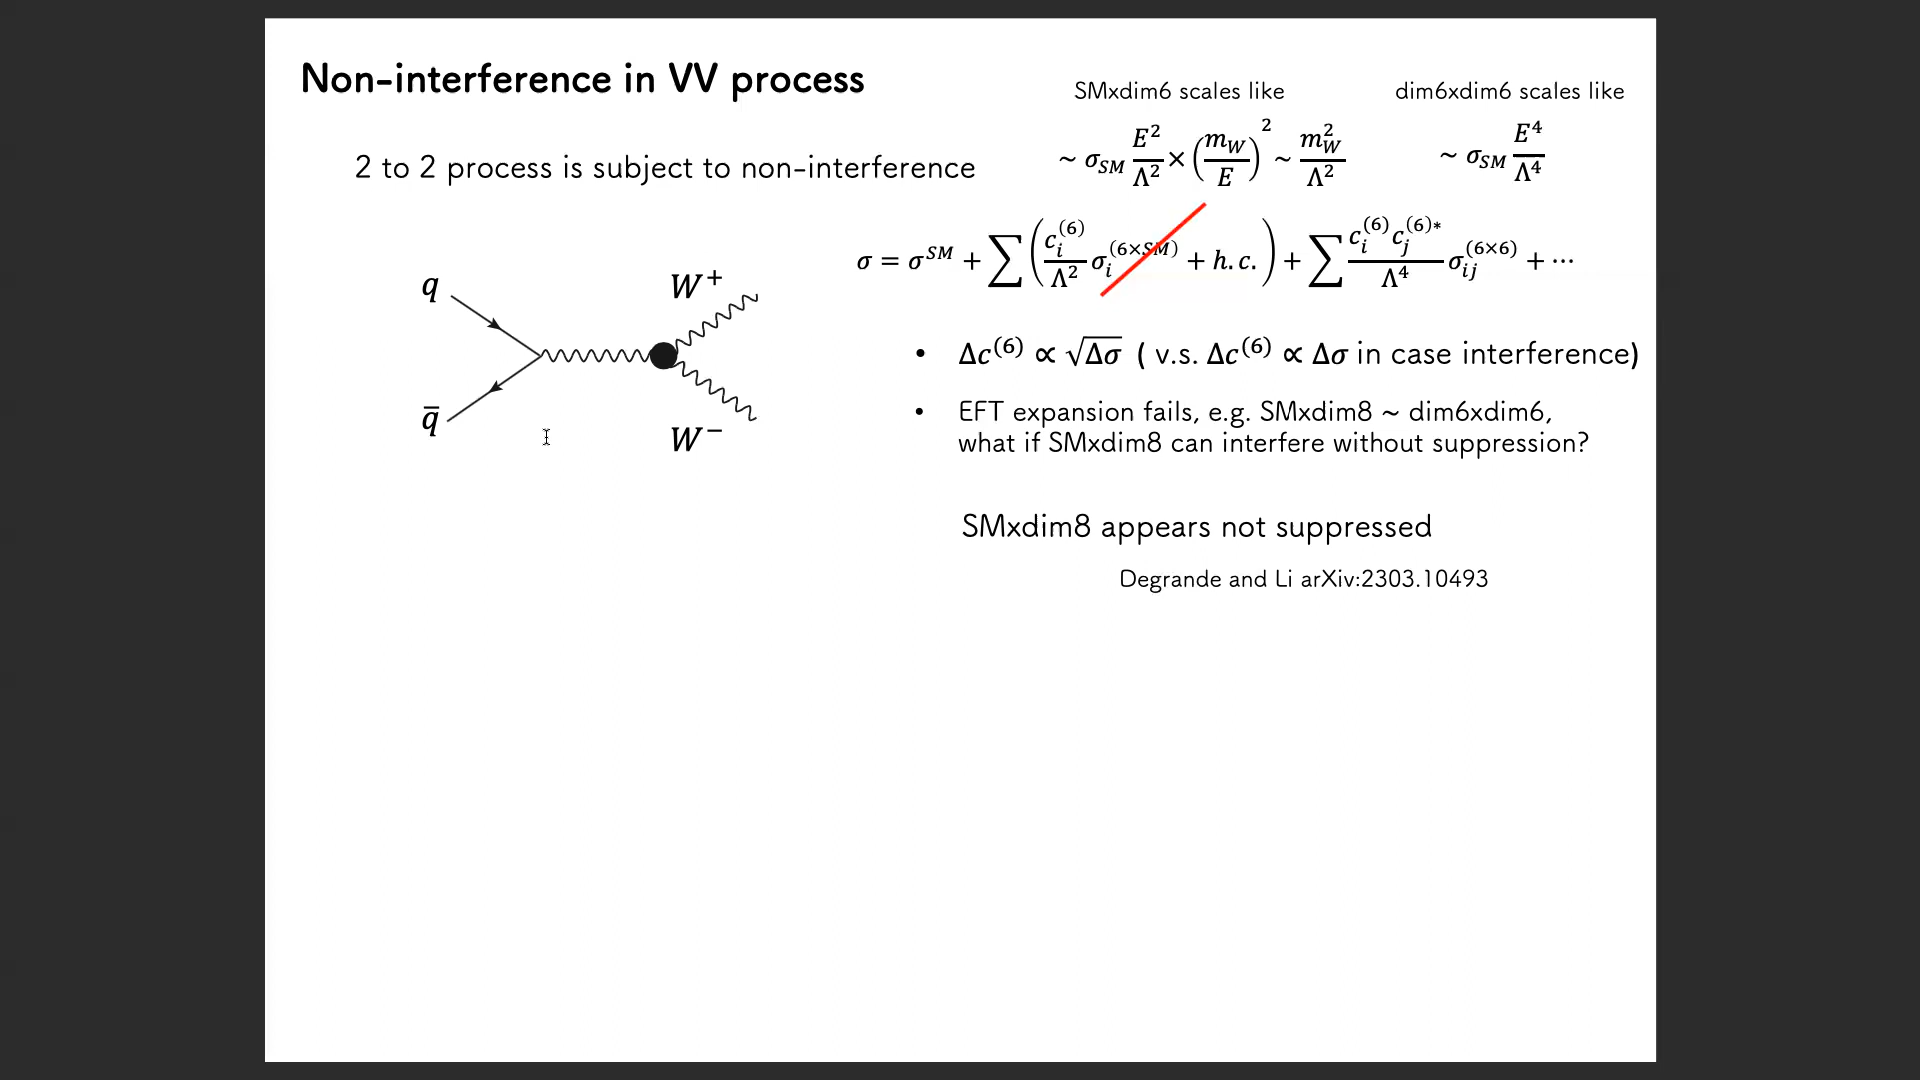 Non-interference in VV process
SMxdim6 scales like
dim6xdim6 scales like
2 to 2 process is subject to non-interference
~ σ_SM E²/Λ² × (m_W/E)² ~ m_W²/Λ²
~ σ_SM E⁴/Λ⁴
σ = σ^SM + ∑ (c_i^(6)/Λ² σ_i^(6×SM) + h.c.) + ∑ c_i^(6) c_j^(6)*/Λ⁴ σ_ij^(6×6) + ⋯
q
W⁺
q̄
W⁻
• Δc^(6) ∝ √Δσ ( v.s. Δc^(6) ∝ Δσ in case interference)
• EFT expansion fails, e.g. SMxdim8 ~ dim6xdim6,
what if SMxdim8 can interfere without suppression?
SMxdim8 appears not suppressed
Degrande and Li arXiv:2303.10493